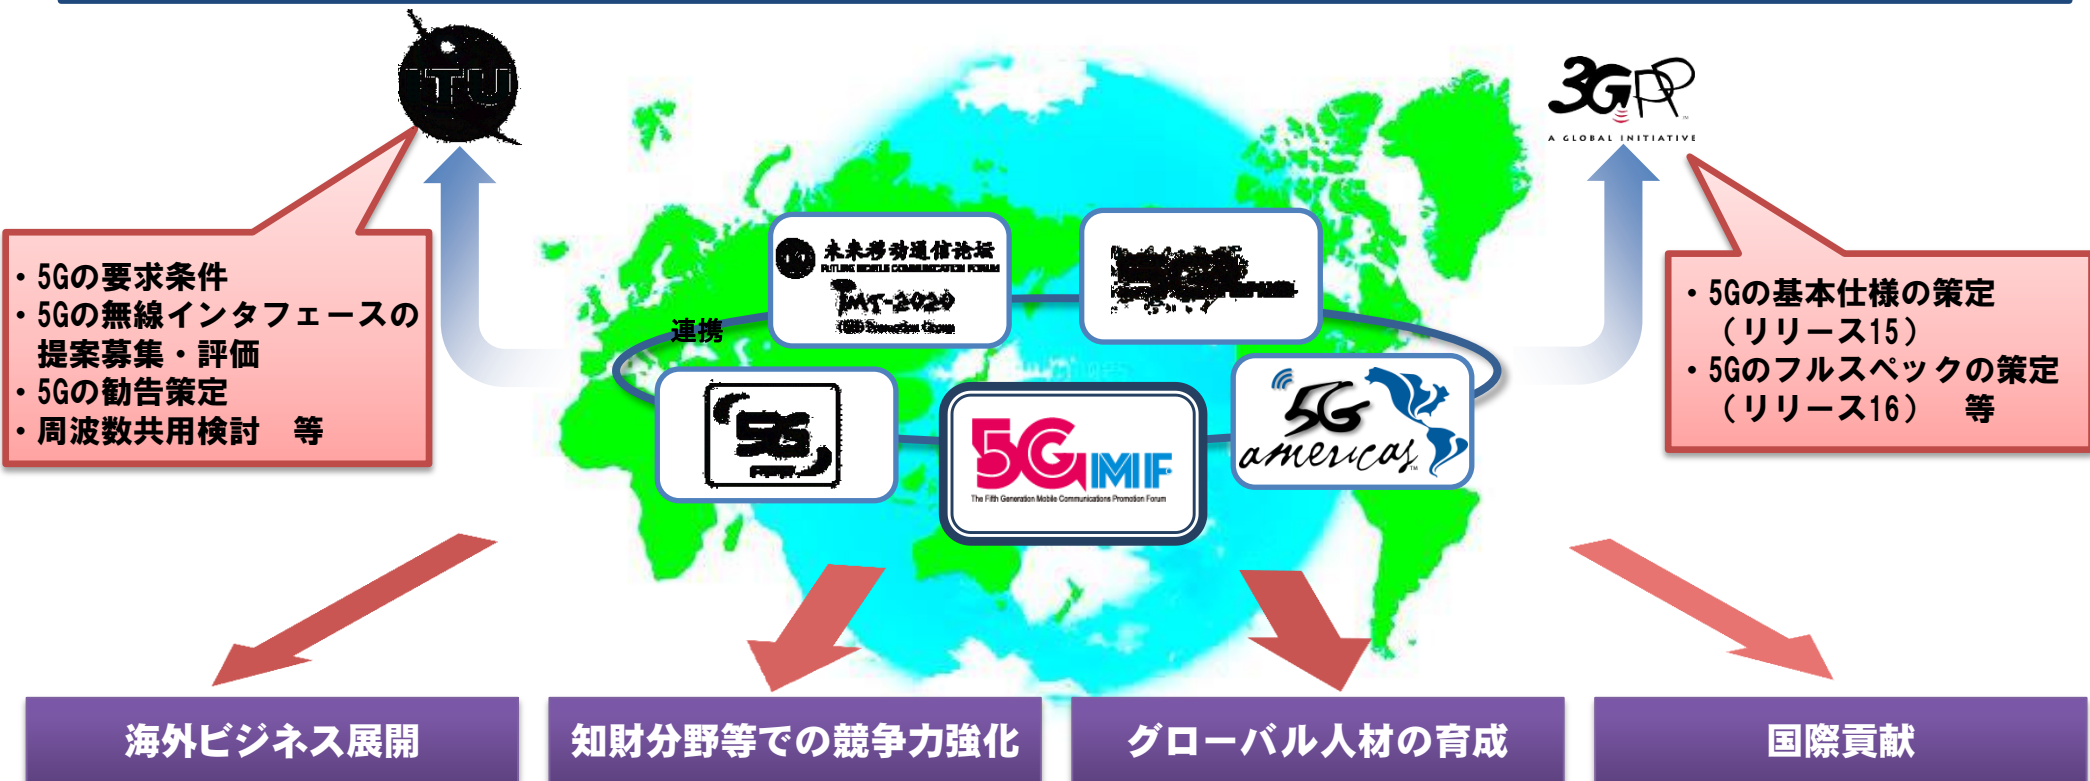 ITU
3GPP
TM
A GLOBAL INITIATIVE
・5Gの要求条件
・5Gの無線インタフェースの
提案募集・評価
・5Gの勧告策定
・周波数共用検討　等
・5Gの基本仕様の策定
（リリース15）
・5Gのフルスペックの策定
（リリース16）　等
未来移动通信论坛
FUTURE MOBILE COMMUNICATION FORUM
IMT-2020
連携
5G
5GMF
The Fifth Generation Mobile Communications Promotion Forum
5G
americas
TM
海外ビジネス展開
知財分野等での競争力強化
グローバル人材の育成
国際貢献